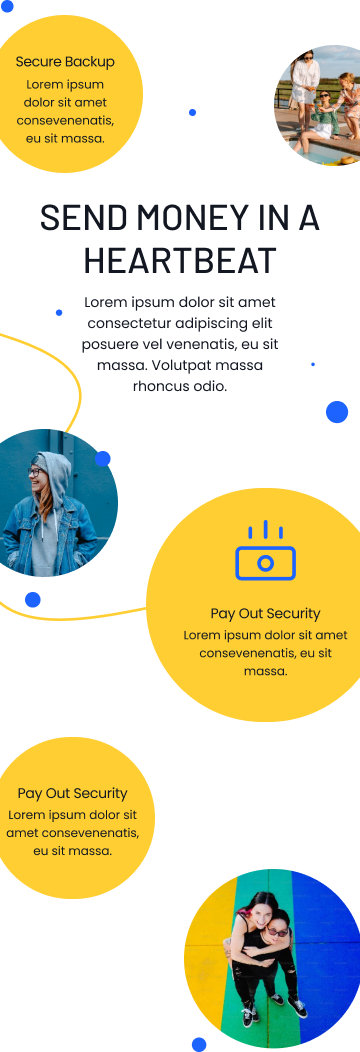 Secure Backup
Lorem ipsum
dolor sit amet
consevenenatis,
eu sit massa.
SEND MONEY IN A
HEARTBEAT
Lorem ipsum dolor sit amet
consectetur adipiscing elit
posuere vel venenatis, eu sit
massa. Volutpat massa
rhoncus odio.
Pay Out Security
Lorem ipsum dolor sit amet
consevenenatis, eu sit
massa.
Pay Out Security
Lorem ipsum dolor sit
amet consevenenatis,
eu sit massa.